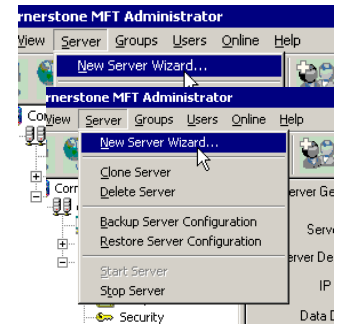 rnerstone MFT Administrator
View Server Groups Users Online Help
New Server Wizard...
rnerstone MFT Administrator
View Server Groups Users Online Help
New Server Wizard...
Clone Server
Delete Server
erver Ge
Backup Server Configuration
Serv
Restore Server Configuration
erver De
Start Server
IP
Stop Server
Security
Data D